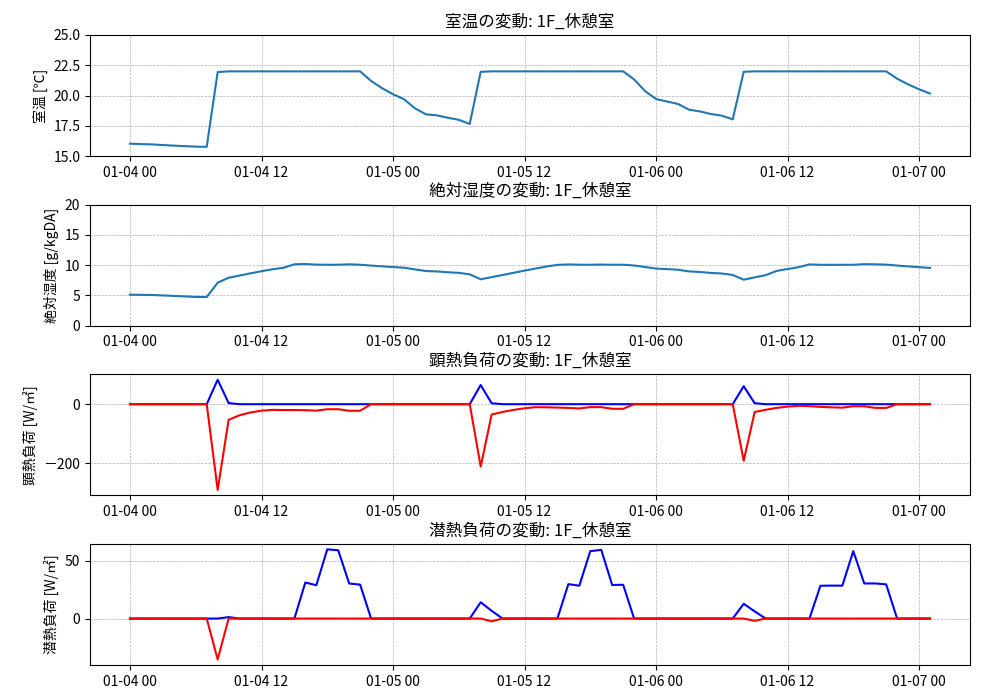 室温の変動: 1F_休憩室
室温 [℃]
25.0
22.5
20.0
17.5
15.0
01-04 00 01-04 12 01-05 00 01-05 12 01-06 00 01-06 12 01-07 00
絶対湿度の変動: 1F_休憩室
絶対湿度 [g/kgDA]
20
15
10
5
0
01-04 00 01-04 12 01-05 00 01-05 12 01-06 00 01-06 12 01-07 00
顕熱負荷の変動: 1F_休憩室
顕熱負荷 [W/㎡]
0
−200
01-04 00 01-04 12 01-05 00 01-05 12 01-06 00 01-06 12 01-07 00
潜熱負荷の変動: 1F_休憩室
潜熱負荷 [W/㎡]
50
0
01-04 00 01-04 12 01-05 00 01-05 12 01-06 00 01-06 12 01-07 00